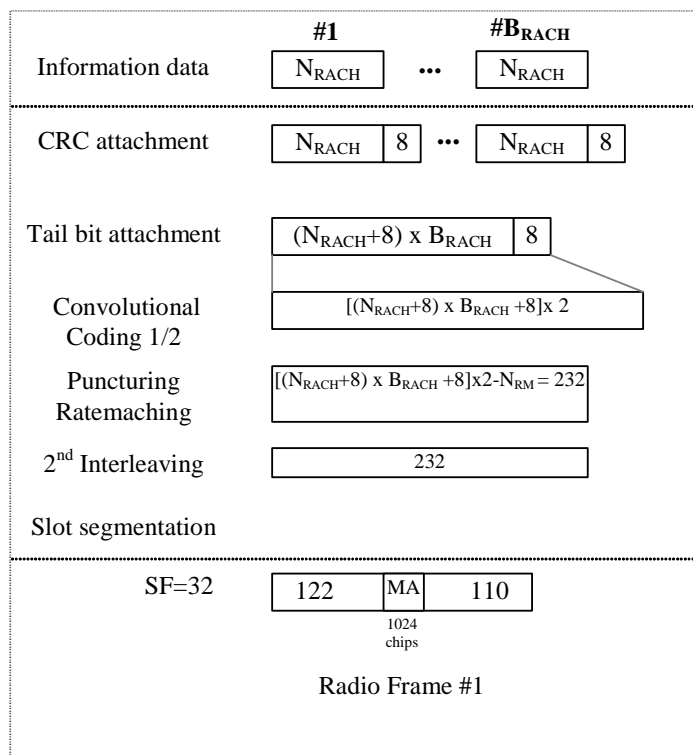 #1 #B_RACH
Information data N_RACH ... N_RACH
CRC attachment N_RACH 8 ... N_RACH 8
Tail bit attachment (N_RACH+8) x B_RACH 8
Convolutional
Coding 1/2
[(N_RACH+8) x B_RACH +8]x 2
Puncturing
Ratemaching
[(N_RACH+8) x B_RACH +8]x2-N_RM = 232
2nd Interleaving 232
Slot segmentation
SF=32 122 MA 110
1024
chips
Radio Frame #1